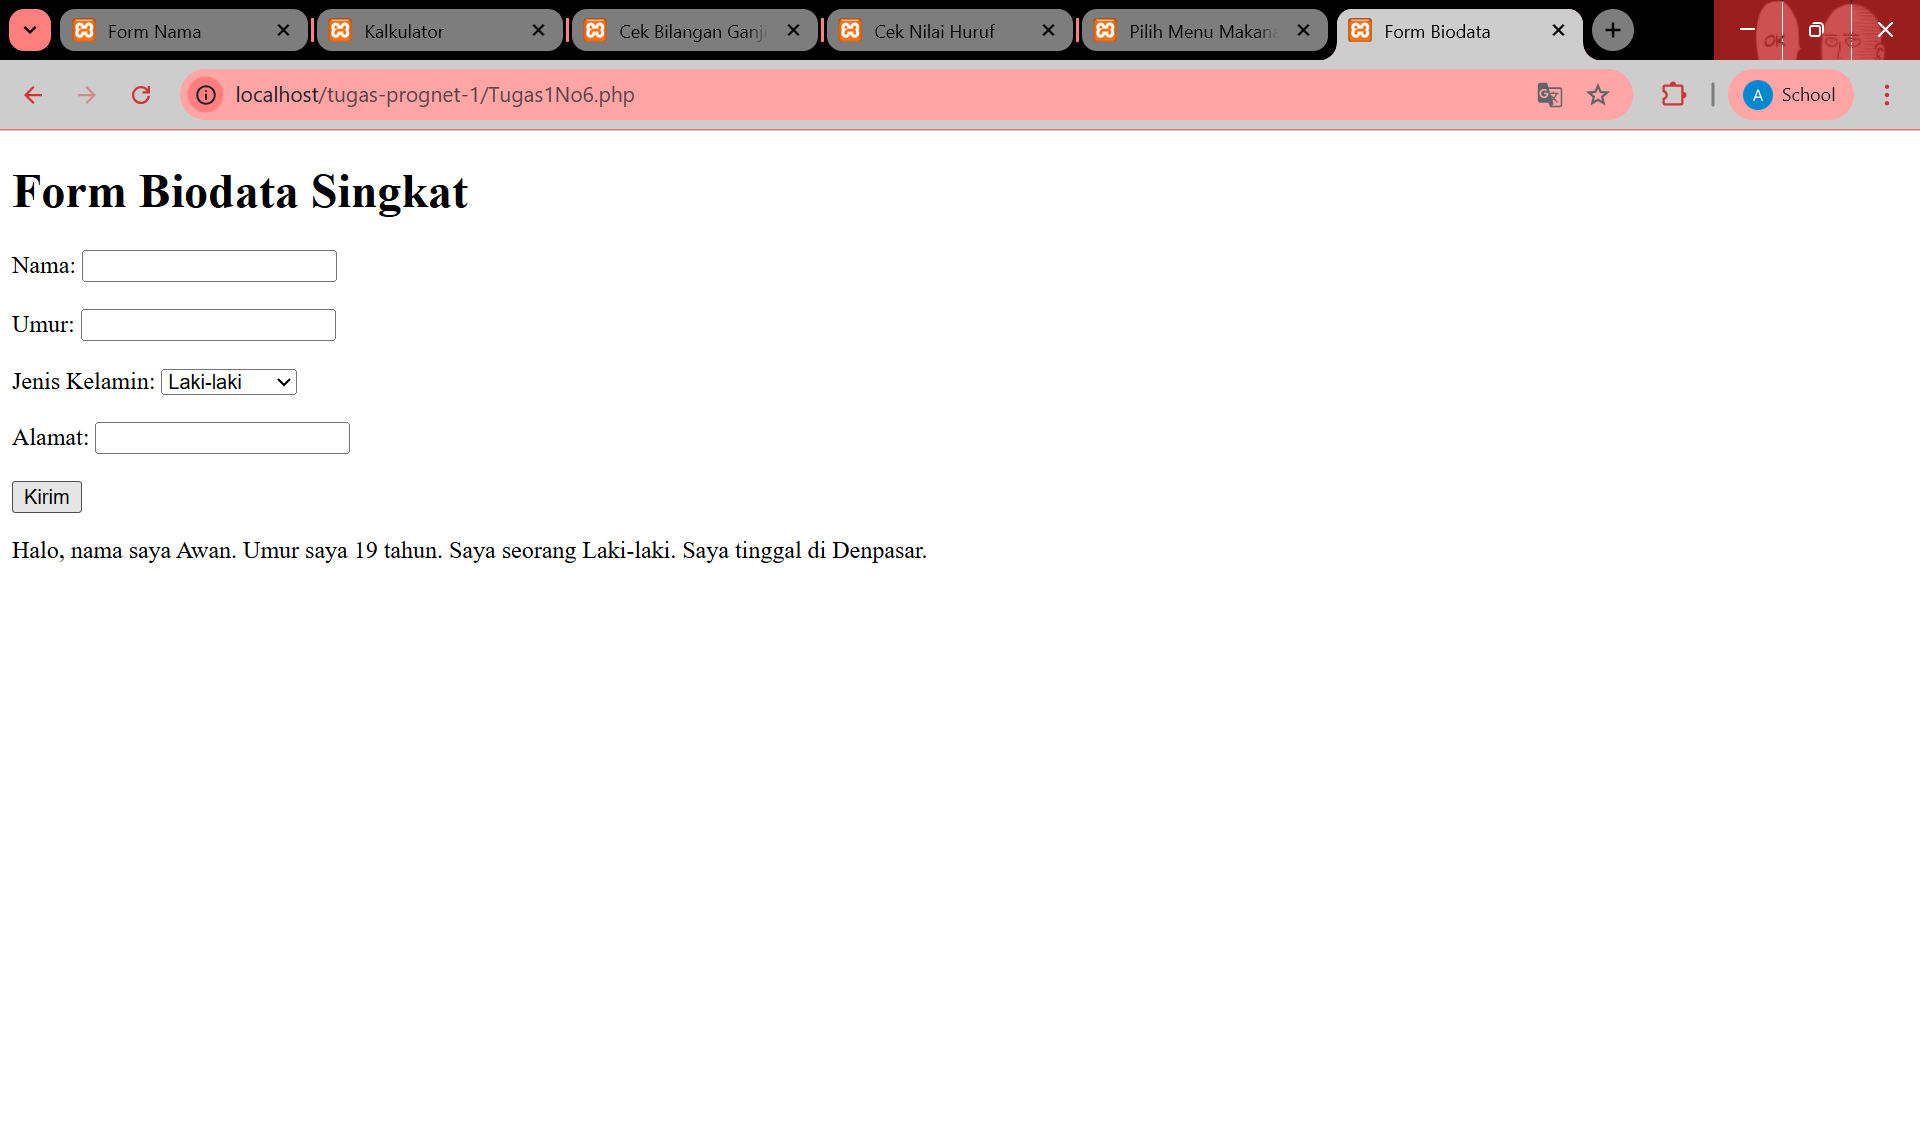 Form Nama
Kalkulator
Cek Bilangan Ganji
Cek Nilai Huruf
Pilih Menu Makana
Form Biodata
OK
localhost/tugas-prognet-1/Tugas1No6.php
A School
Form Biodata Singkat
Nama:
Umur:
Jenis Kelamin: Laki-laki
Alamat:
Kirim
Halo, nama saya Awan. Umur saya 19 tahun. Saya seorang Laki-laki. Saya tinggal di Denpasar.